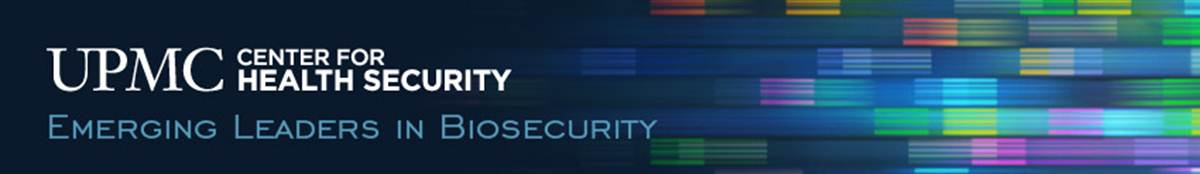 UPMC CENTER FOR
HEALTH SECURITY
EMERGING LEADERS IN BIOSECURITY